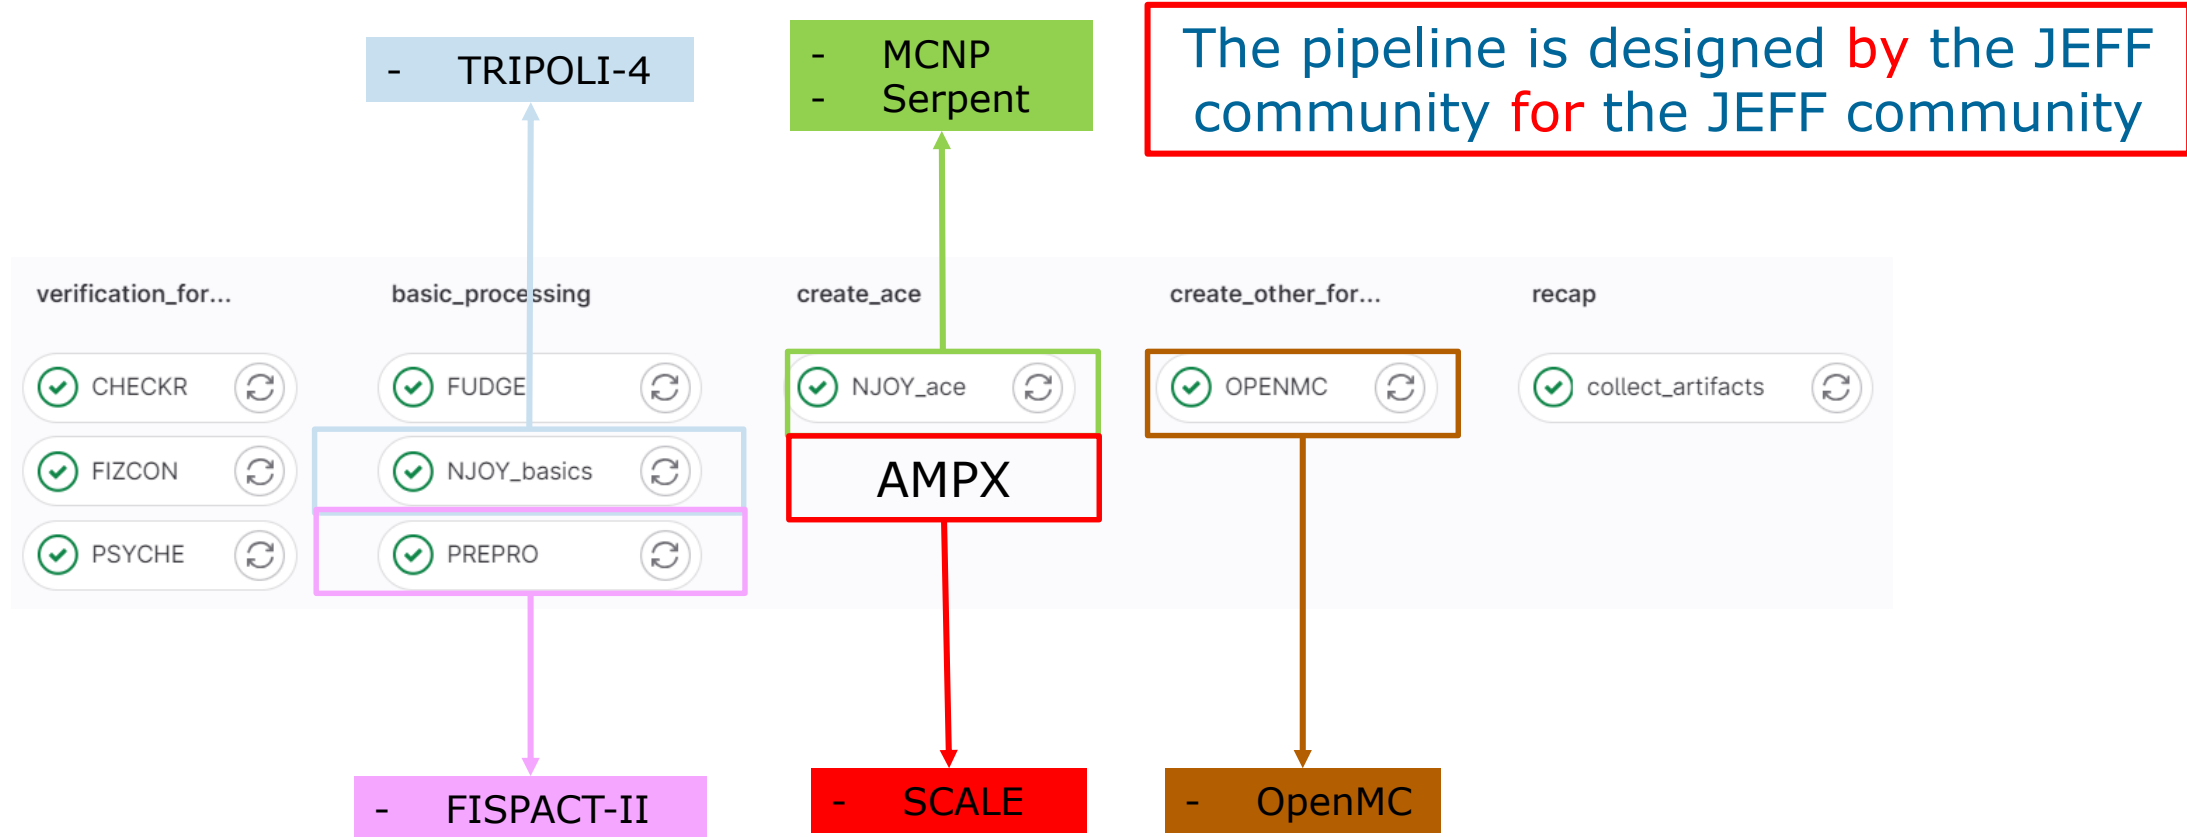 - TRIPOLI-4
- MCNP
- Serpent
The pipeline is designed by the JEFF
community for the JEFF community
verification_for...
basic_processing
create_ace
create_other_for...
recap
CHECKR
FUDGE
NJOY_ace
OPENMC
collect_artifacts
FIZCON
NJOY_basics
AMPX
PSYCHE
PREPRO
- FISPACT-II
- SCALE
- OpenMC